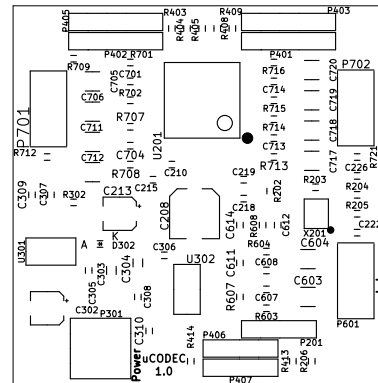 P405
R403
R404
R405
R408
R409
P403
P402
R701
P401
R709
C705
C701
R716
C720
P702
C706
R702
C714
C719
P701
R707
U201
R715
C711
R714
C718
C713
R712
C712
C704
R713
C717
R721
R708
C210
C226
C215
C219
R202
R203
R204
C309
C307
R302
C213
C208
C218
R205
C614
R608
C612
X201
C222
K
A
D302
R604
C604
U301
C306
U302
C611
C608
C303
C304
C603
C305
C308
R607
C607
C302
P301
R603
P601
C310
R414
P406
P201
Power
uCODEC
1.0
P407
R413
R206